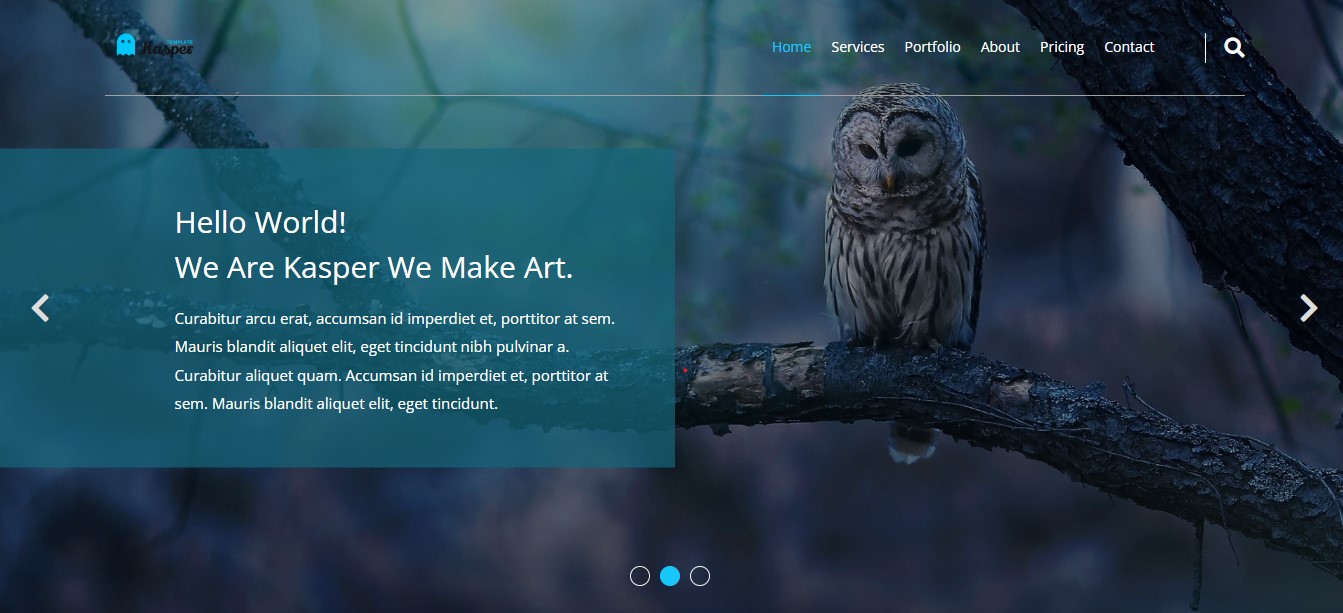 TEMPLATE
Kasper
Home Services Portfolio About Pricing Contact
Hello World!
We Are Kasper We Make Art.
Curabitur arcu erat, accumsan id imperdiet et, porttitor at sem.
Mauris blandit aliquet elit, eget tincidunt nibh pulvinar a.
Curabitur aliquet quam. Accumsan id imperdiet et, porttitor at
sem. Mauris blandit aliquet elit, eget tincidunt.